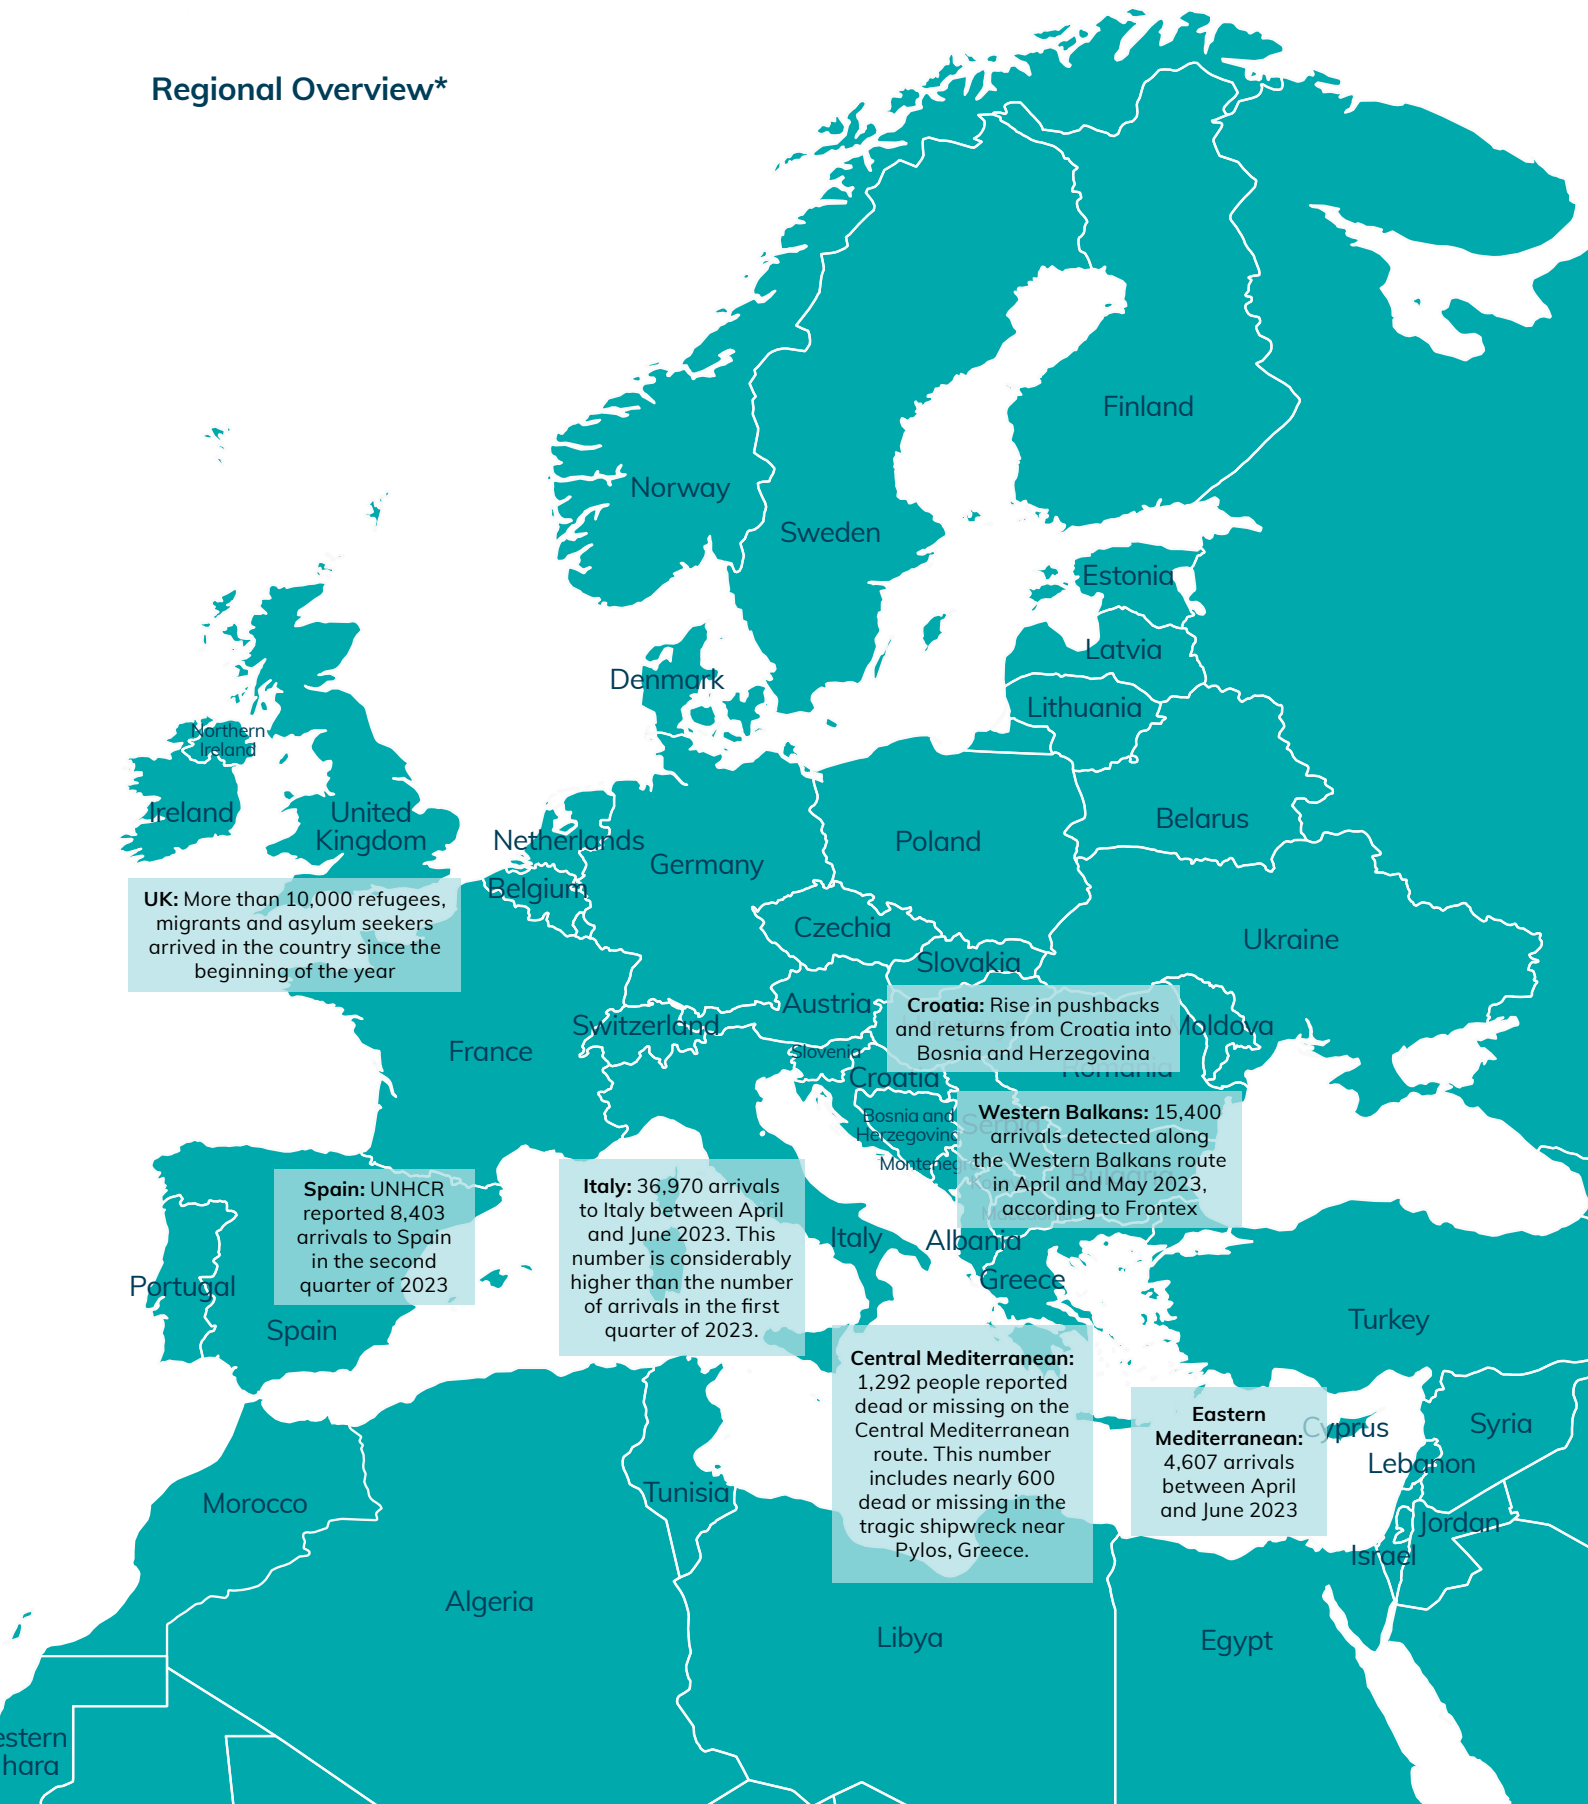 Regional Overview*
Finland
Norway
Sweden
Estonia
Latvia
Denmark
Lithuania
Northern
Ireland
Ireland
United
Kingdom
Netherlands
Belgium
Germany
Poland
Belarus
UK: More than 10,000 refugees,
migrants and asylum seekers
arrived in the country since the
beginning of the year
Czechia
Slovakia
Ukraine
Austria
Switzerland
France
Slovenia
Croatia
Moldova
Romania
Croatia: Rise in pushbacks
and returns from Croatia into
Bosnia and Herzegovina
Bosnia and
Herzegovina
Serbia
Bulgaria
Western Balkans: 15,400
arrivals detected along
the Western Balkans route
in April and May 2023,
according to Frontex
Spain: UNHCR
reported 8,403
arrivals to Spain
in the second
quarter of 2023
Italy: 36,970 arrivals
to Italy between April
and June 2023. This
number is considerably
higher than the number
of arrivals in the first
quarter of 2023.
Italy
Albania
Greece
Portugal
Spain
Turkey
Central Mediterranean:
1,292 people reported
dead or missing on the
Central Mediterranean
route. This number
includes nearly 600
dead or missing in the
tragic shipwreck near
Pylos, Greece.
Eastern
Mediterranean:
4,607 arrivals
between April
and June 2023
Cyprus
Syria
Lebanon
Jordan
Israel
Morocco
Tunisia
Algeria
Libya
Egypt
estern
hara